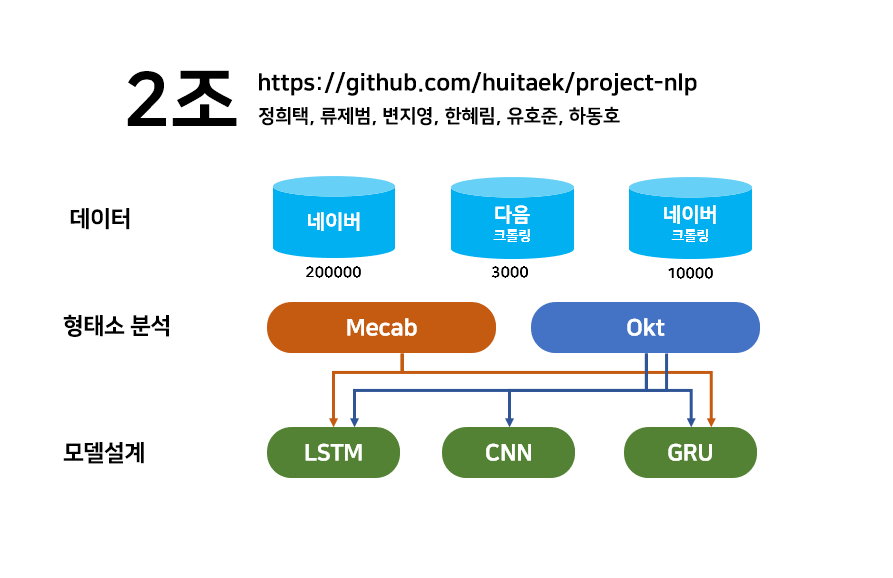 2조
https://github.com/huitaek/project-nlp
정희택, 류제범, 변지영, 한혜림, 유호준, 하동호
데이터
네이버
200000
다음
크롤링
3000
네이버
크롤링
10000
형태소 분석
Mecab
Okt
모델설계
LSTM
CNN
GRU